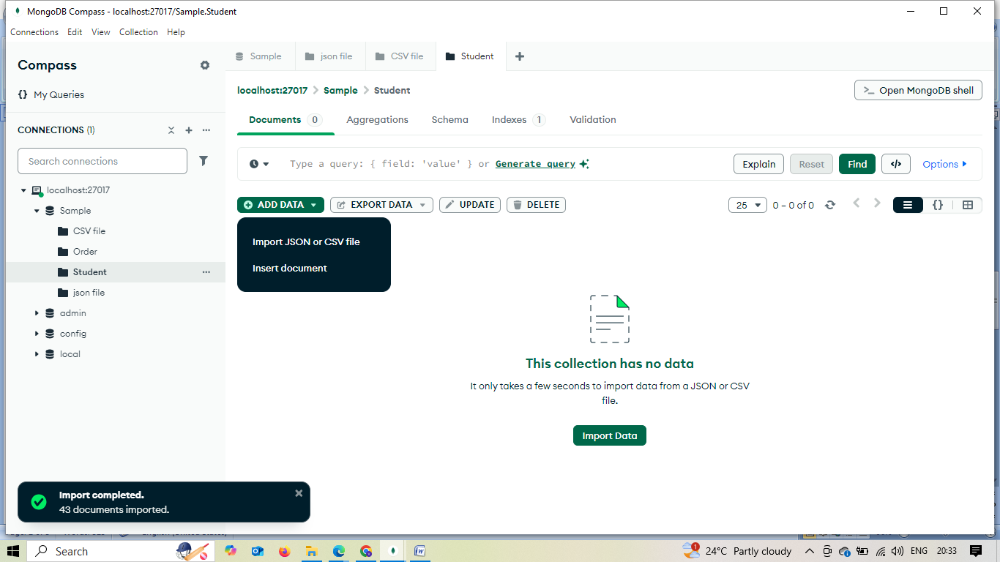 MongoDB Compass - localhost:27017/Sample.Student
Connections Edit View Collection Help
Compass
My Queries
CONNECTIONS (1)
Search connections
localhost:27017
Sample
CSV file
Order
Student
json file
admin
config
local
Sample json file CSV file Student
localhost:27017 > Sample > Student
Open MongoDB shell
Documents 0 Aggregations Schema Indexes 1 Validation
Type a query: { field: 'value' } or Generate query
Explain Reset Find </> Options
ADD DATA EXPORT DATA UPDATE DELETE
25 0 – 0 of 0 {}
Import JSON or CSV file
Insert document
This collection has no data
It only takes a few seconds to import data from a JSON or CSV
file.
Import Data
Import completed.
43 documents imported.
Search
1 24°C Partly cloudy ENG 20:33